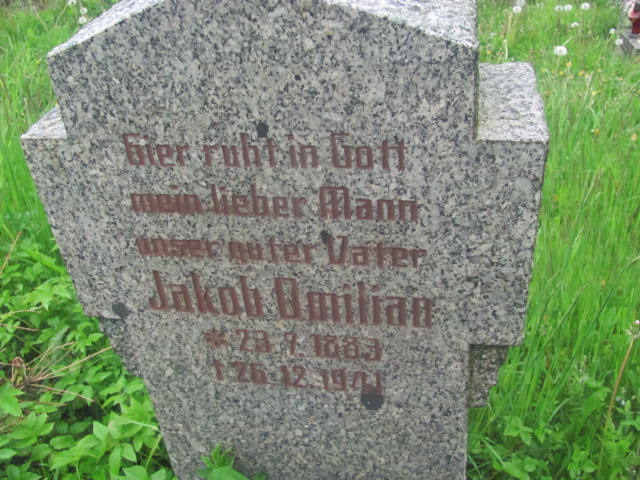 Hier ruht in Gott
mein lieber Mann
unser guter Vater
Jakob Omilian
* 23. 7. 1883
† 26. 12. 1941